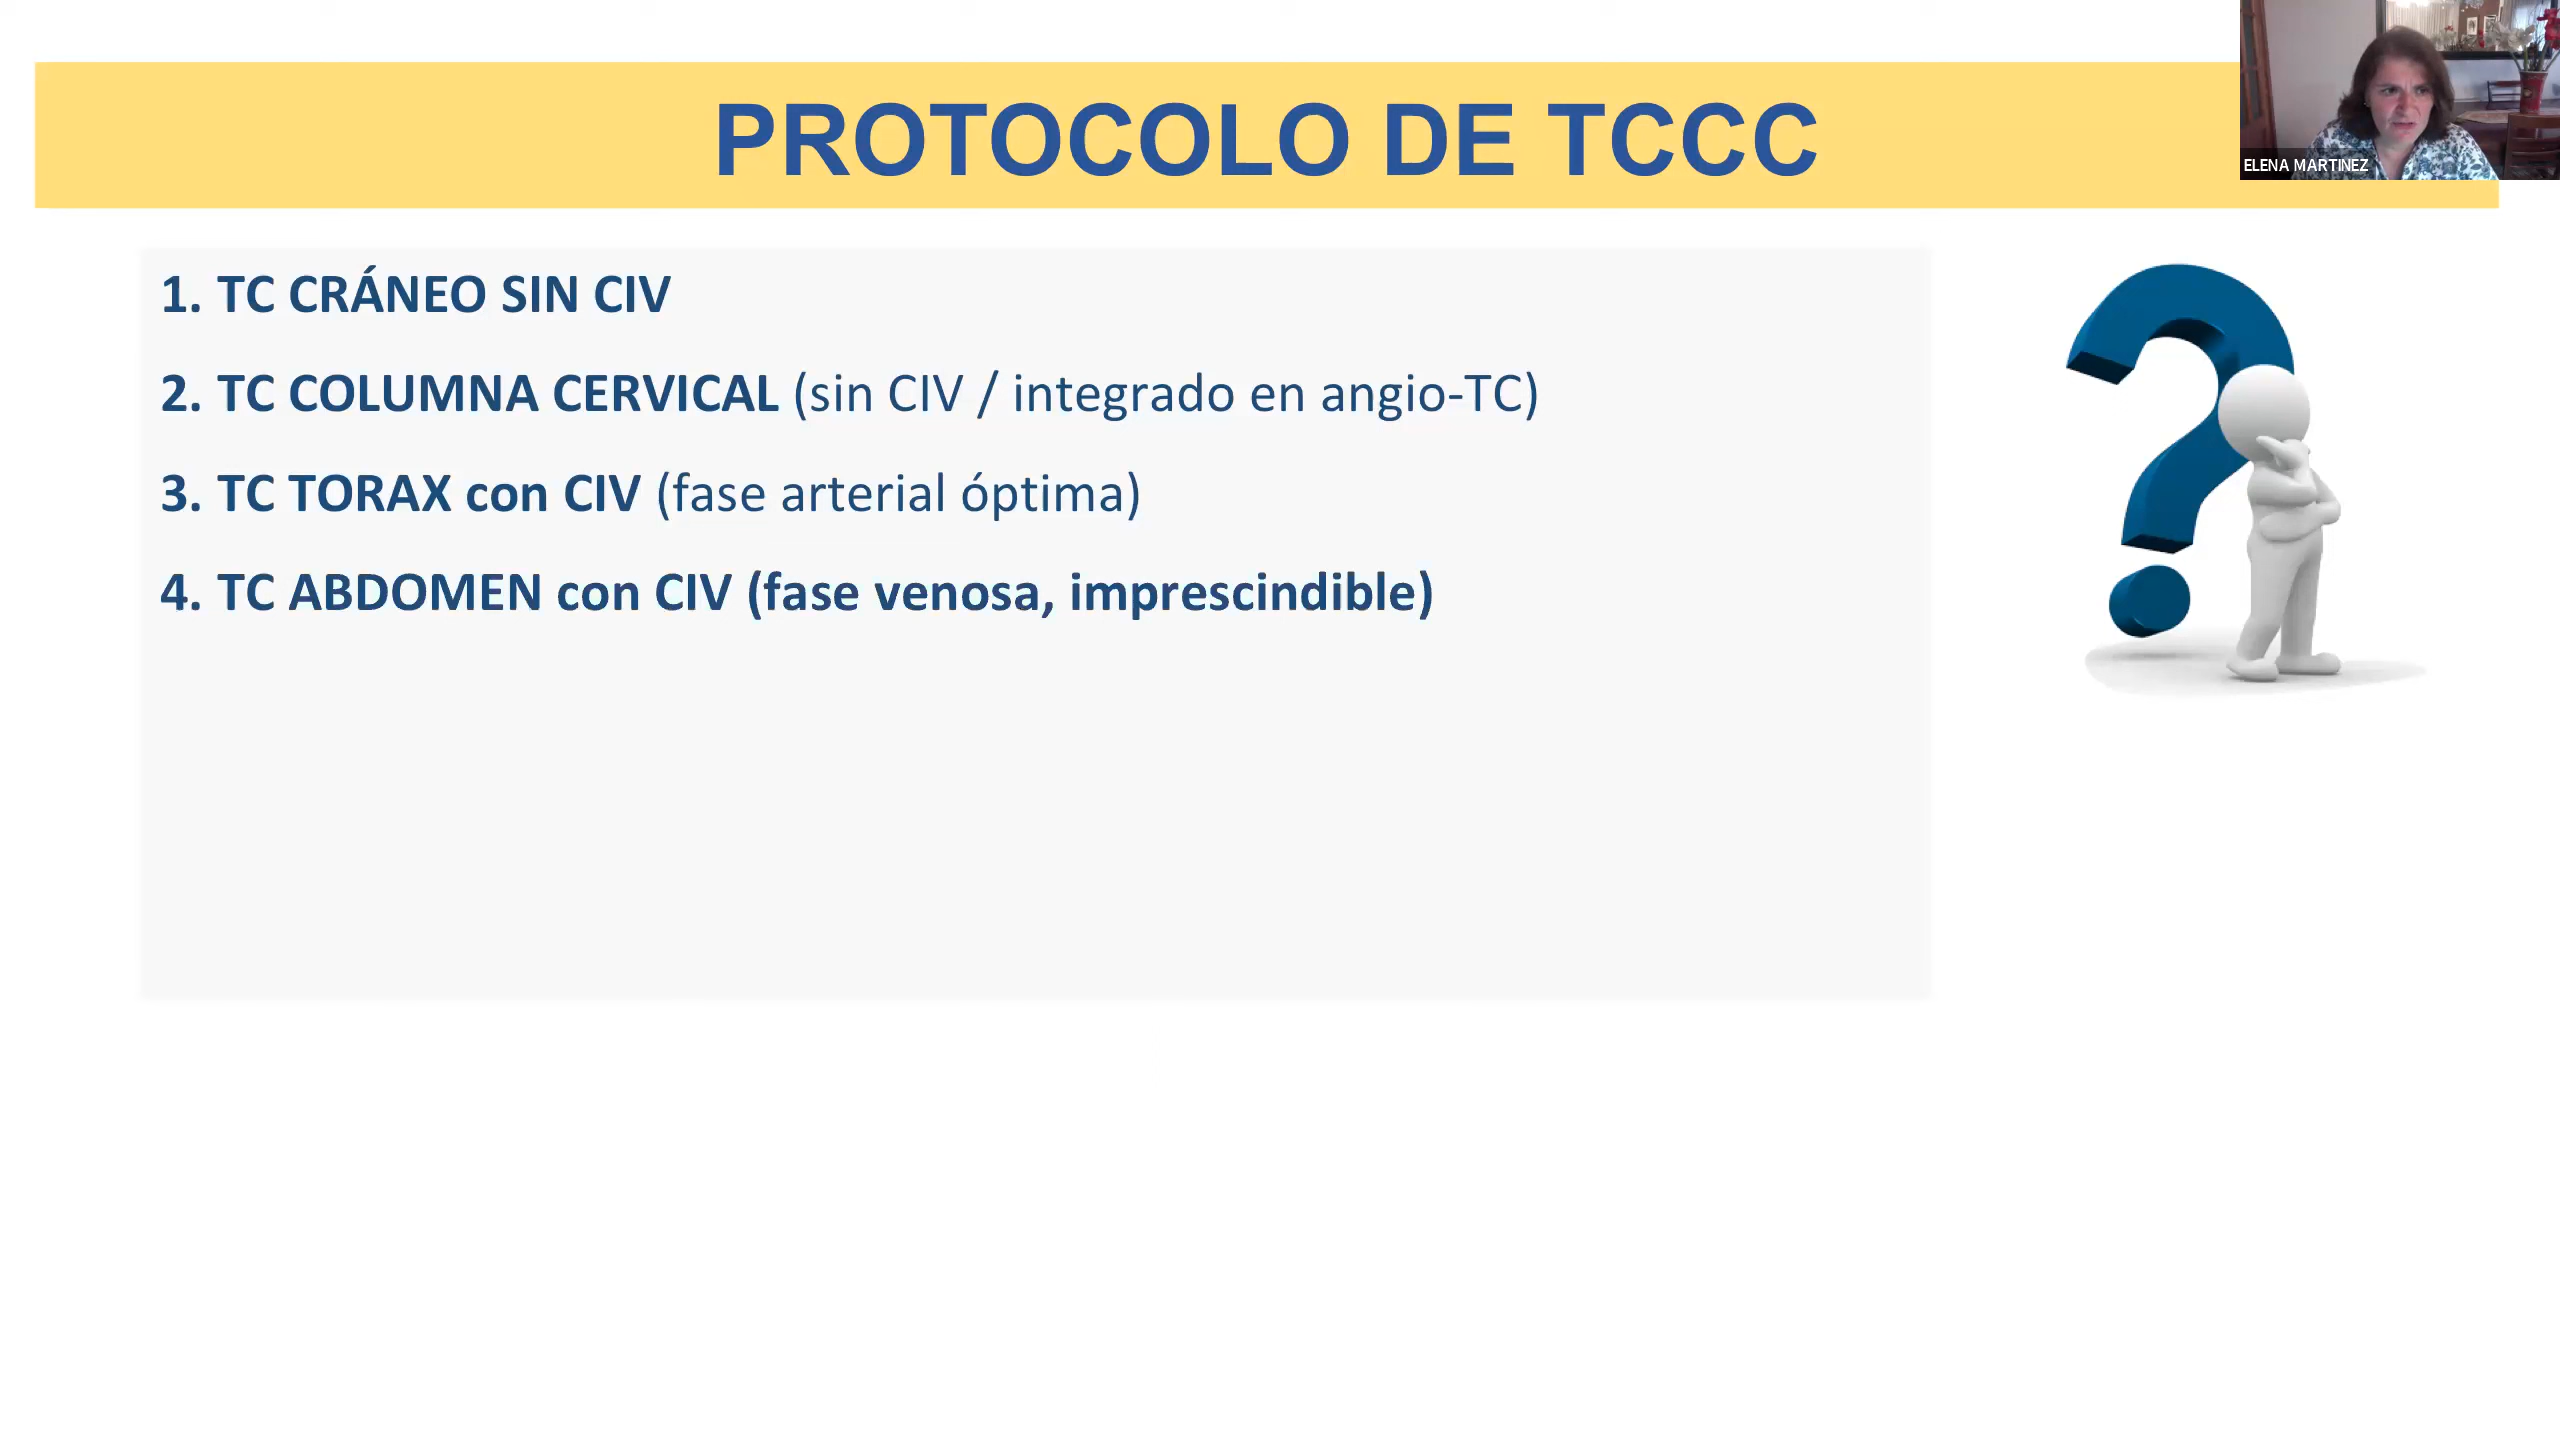 PROTOCOLO DE TCCC
ELENA MARTINEZ
1. TC CRÁNEO SIN CIV
2. TC COLUMNA CERVICAL (sin CIV / integrado en angio-TC)
3. TC TORAX con CIV (fase arterial óptima)
4. TC ABDOMEN con CIV (fase venosa, imprescindible)